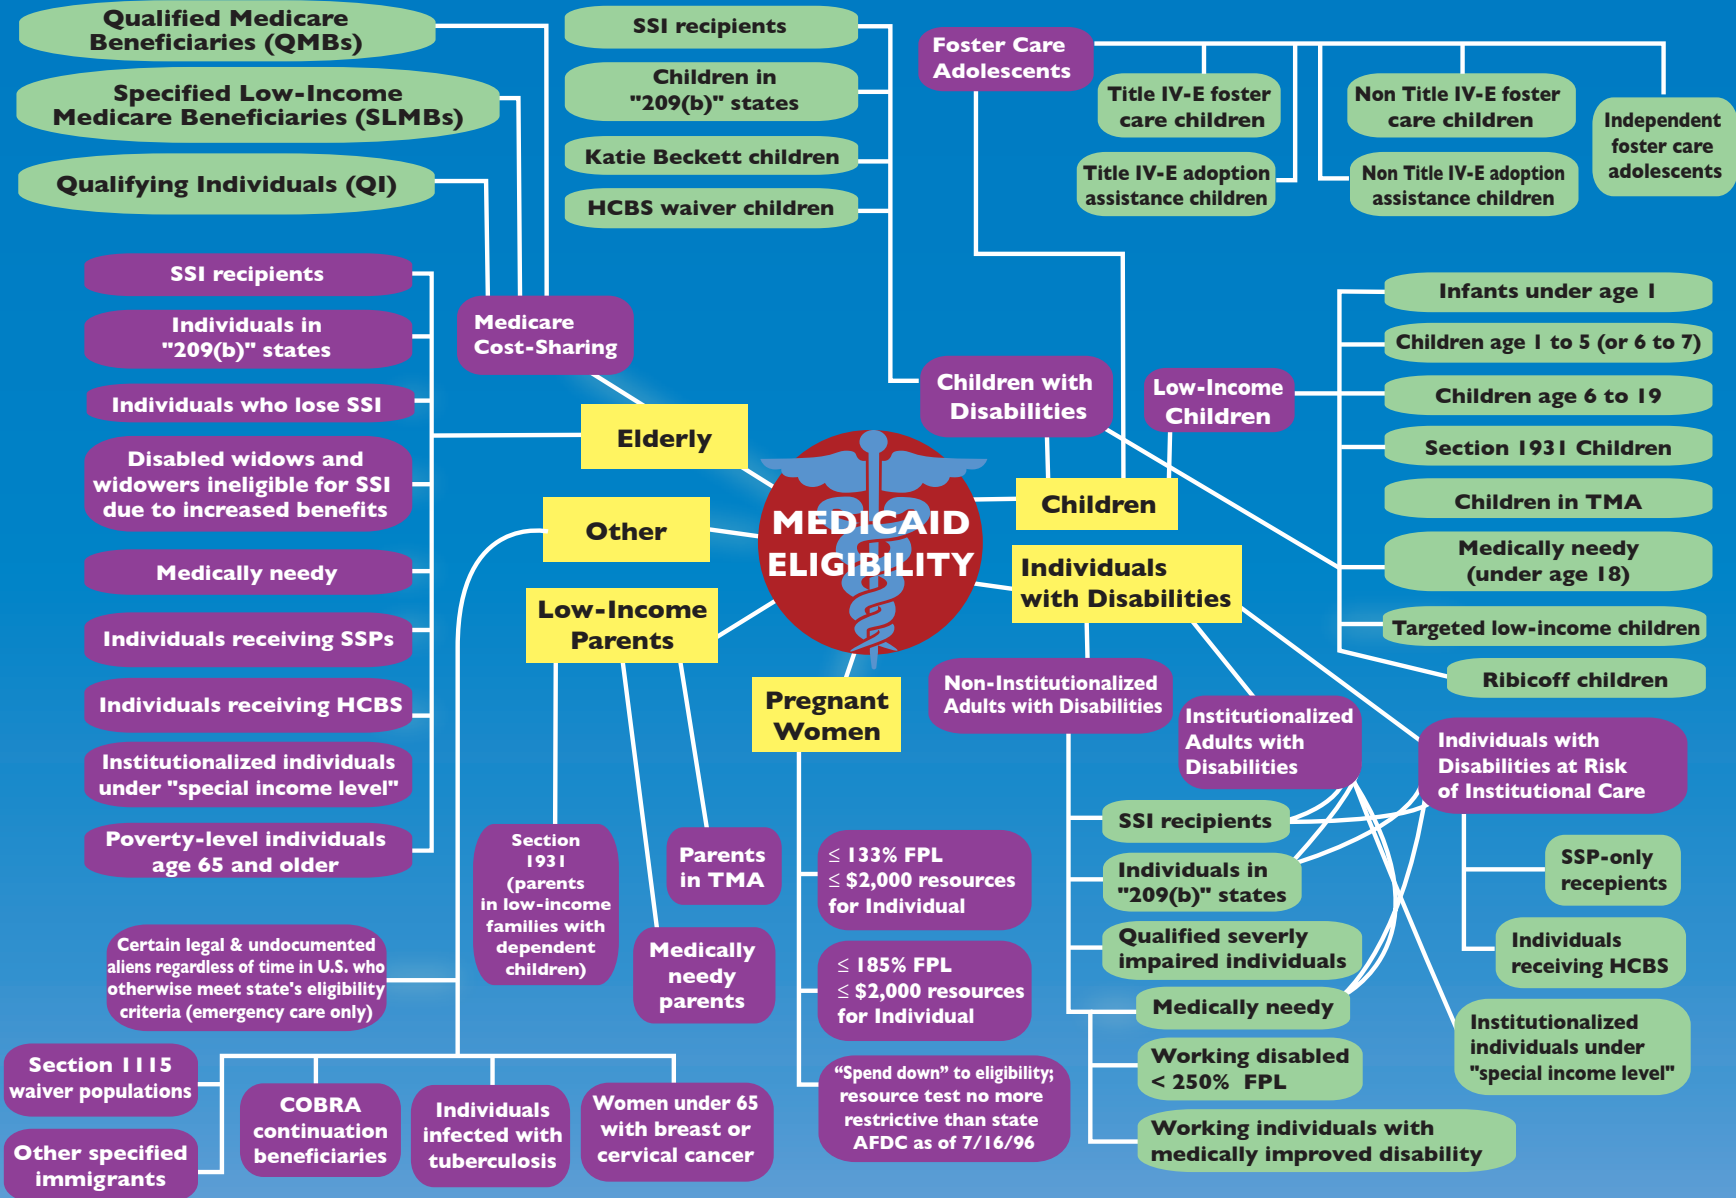 Qualified Medicare
Beneficiaries (QMBs)
Specified Low-Income
Medicare Beneficiaries (SLMBs)
Qualifying Individuals (QI)
SSI recipients
Children in
"209(b)" states
Katie Beckett children
HCBS waiver children
Foster Care
Adolescents
Title IV-E foster
care children
Non Title IV-E foster
care children
Independent
foster care
adolescents
Title IV-E adoption
assistance children
Non Title IV-E adoption
assistance children
SSI recipients
Individuals in
"209(b)" states
Individuals who lose SSI
Disabled widows and
widowers ineligible for SSI
due to increased benefits
Medically needy
Individuals receiving SSPs
Individuals receiving HCBS
Institutionalized individuals
under "special income level"
Poverty-level individuals
age 65 and older
Medicare
Cost-Sharing
Elderly
Other
Low-Income
Parents
MEDICAID
ELIGIBILITY
Pregnant
Women
Children with
Disabilities
Low-Income
Children
Children
Individuals
with Disabilities
Infants under age 1
Children age 1 to 5 (or 6 to 7)
Children age 6 to 19
Section 1931 Children
Children in TMA
Medically needy
(under age 18)
Targeted low-income children
Ribicoff children
Non-Institutionalized
Adults with Disabilities
Institutionalized
Adults with
Disabilities
Individuals with
Disabilities at Risk
of Institutional Care
SSI recipients
Individuals in
"209(b)" states
Qualified severly
impaired individuals
Medically needy
Working disabled
< 250% FPL
Working individuals with
medically improved disability
SSP-only
recepients
Individuals
receiving HCBS
Institutionalized
individuals under
"special income level"
Section
1931
(parents
in low-income
families with
dependent
children)
Parents
in TMA
Medically
needy
parents
≤ 133% FPL
≤ $2,000 resources
for Individual
≤ 185% FPL
≤ $2,000 resources
for Individual
“Spend down” to eligibility;
resource test no more
restrictive than state
AFDC as of 7/16/96
Certain legal & undocumented
aliens regardless of time in U.S. who
otherwise meet state's eligibility
criteria (emergency care only)
Section 1115
waiver populations
Other specified
immigrants
COBRA
continuation
beneficiaries
Individuals
infected with
tuberculosis
Women under 65
with breast or
cervical cancer